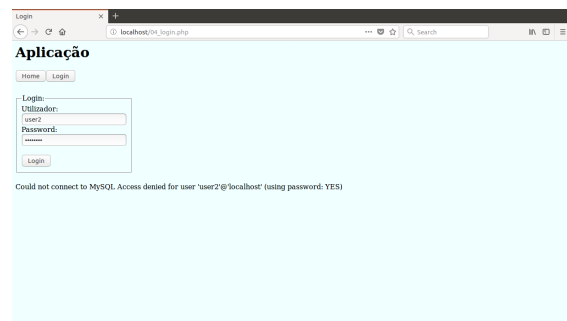 Login
localhost/04_login.php
Search
Aplicação
Home Login
Login:
Utilizador:
user2
Password:
••••••••
Login
Could not connect to MySQL Access denied for user 'user2'@'localhost' (using password: YES)